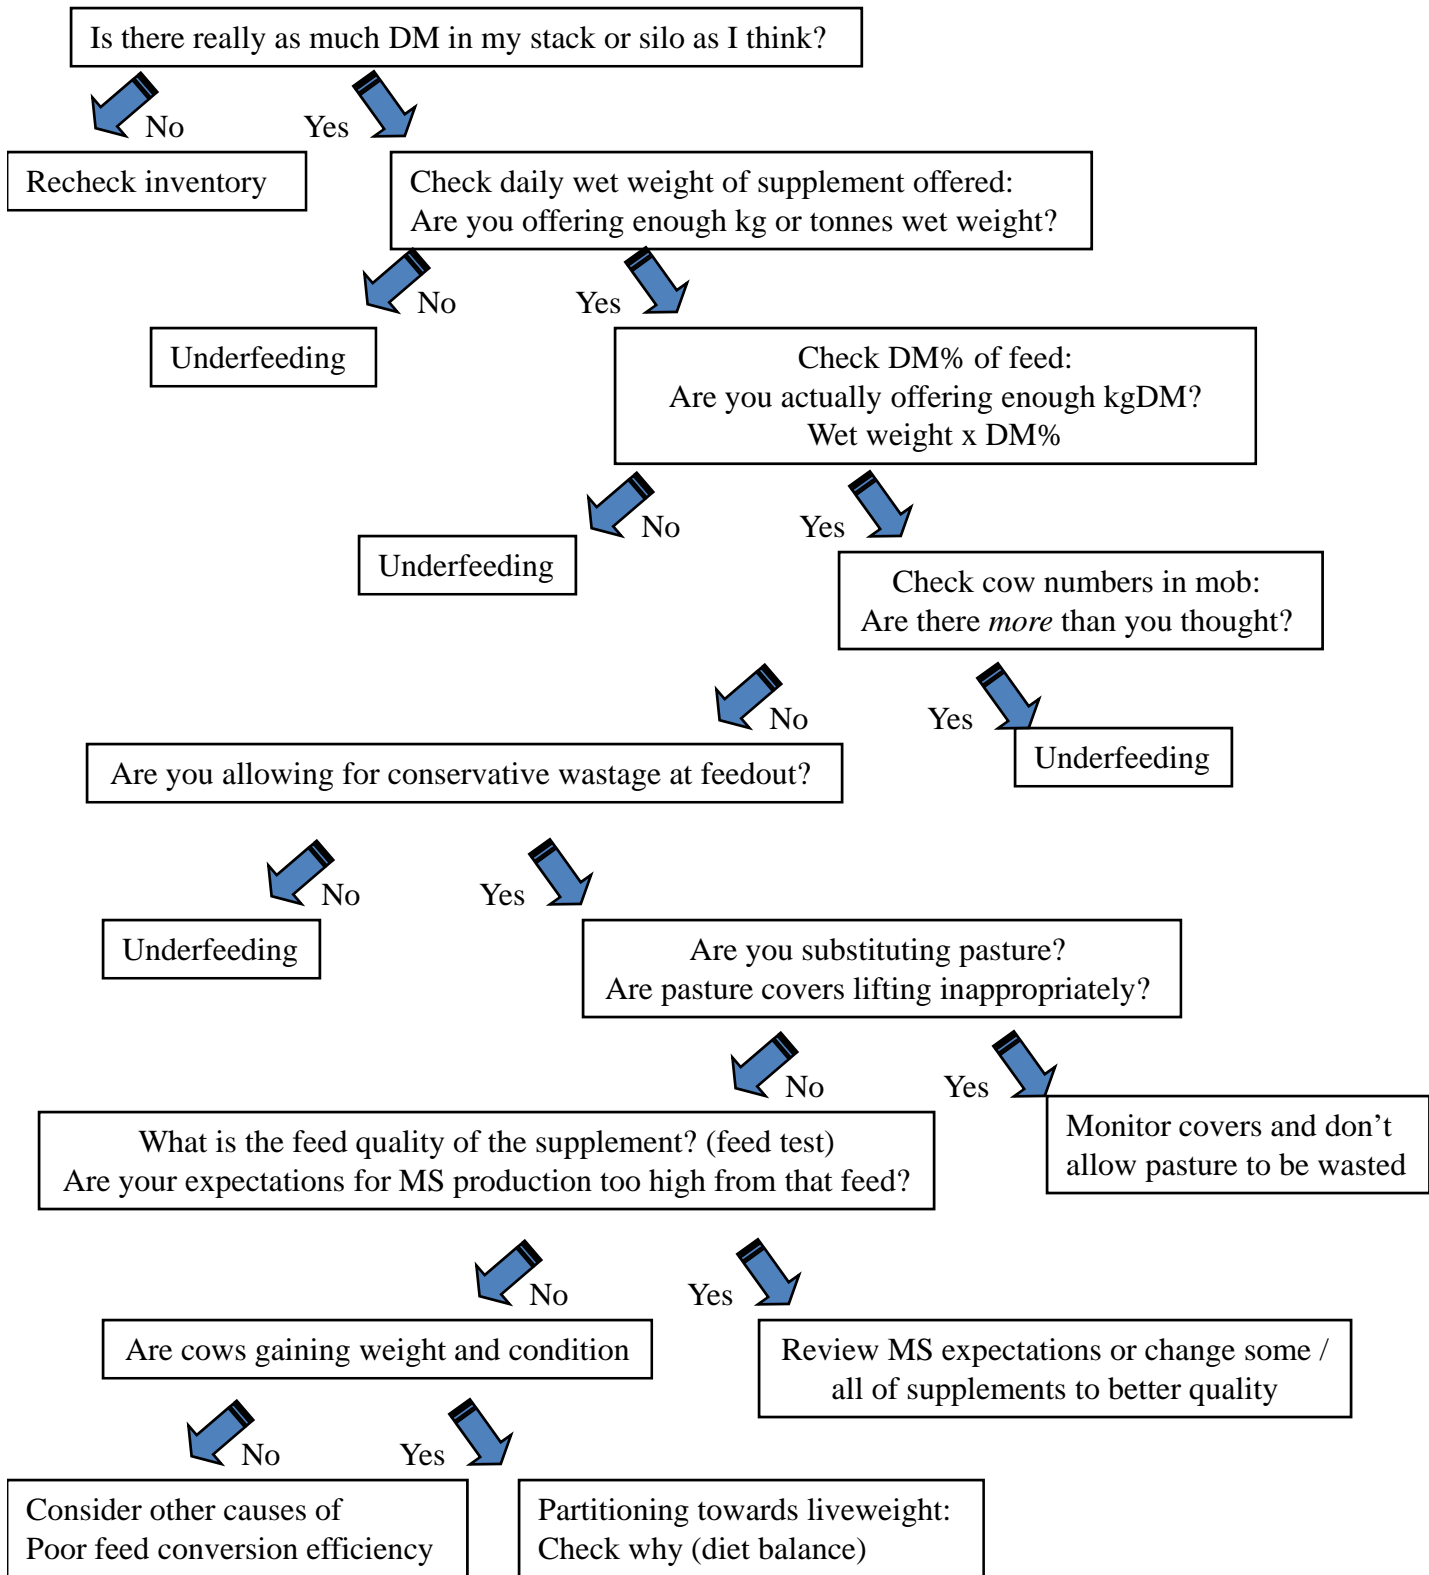 Is there really as much DM in my stack or silo as I think?
No
Yes
Recheck inventory
Check daily wet weight of supplement offered:
Are you offering enough kg or tonnes wet weight?
No
Yes
Underfeeding
Check DM% of feed:
Are you actually offering enough kgDM?
Wet weight x DM%
No
Yes
Underfeeding
Check cow numbers in mob:
Are there more than you thought?
No
Yes
Underfeeding
Are you allowing for conservative wastage at feedout?
No
Yes
Underfeeding
Are you substituting pasture?
Are pasture covers lifting inappropriately?
No
Yes
Monitor covers and don’t
allow pasture to be wasted
What is the feed quality of the supplement? (feed test)
Are your expectations for MS production too high from that feed?
No
Yes
Are cows gaining weight and condition
Review MS expectations or change some /
all of supplements to better quality
No
Yes
Consider other causes of
Poor feed conversion efficiency
Partitioning towards liveweight:
Check why (diet balance)